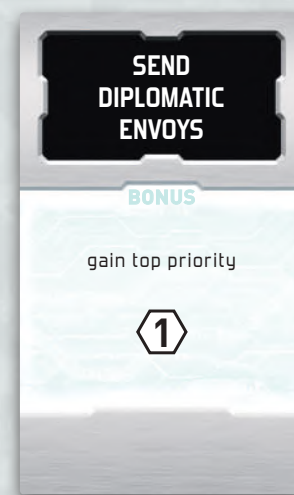 SEND
DIPLOMATIC
ENVOYS
BONUS
gain top priority
1